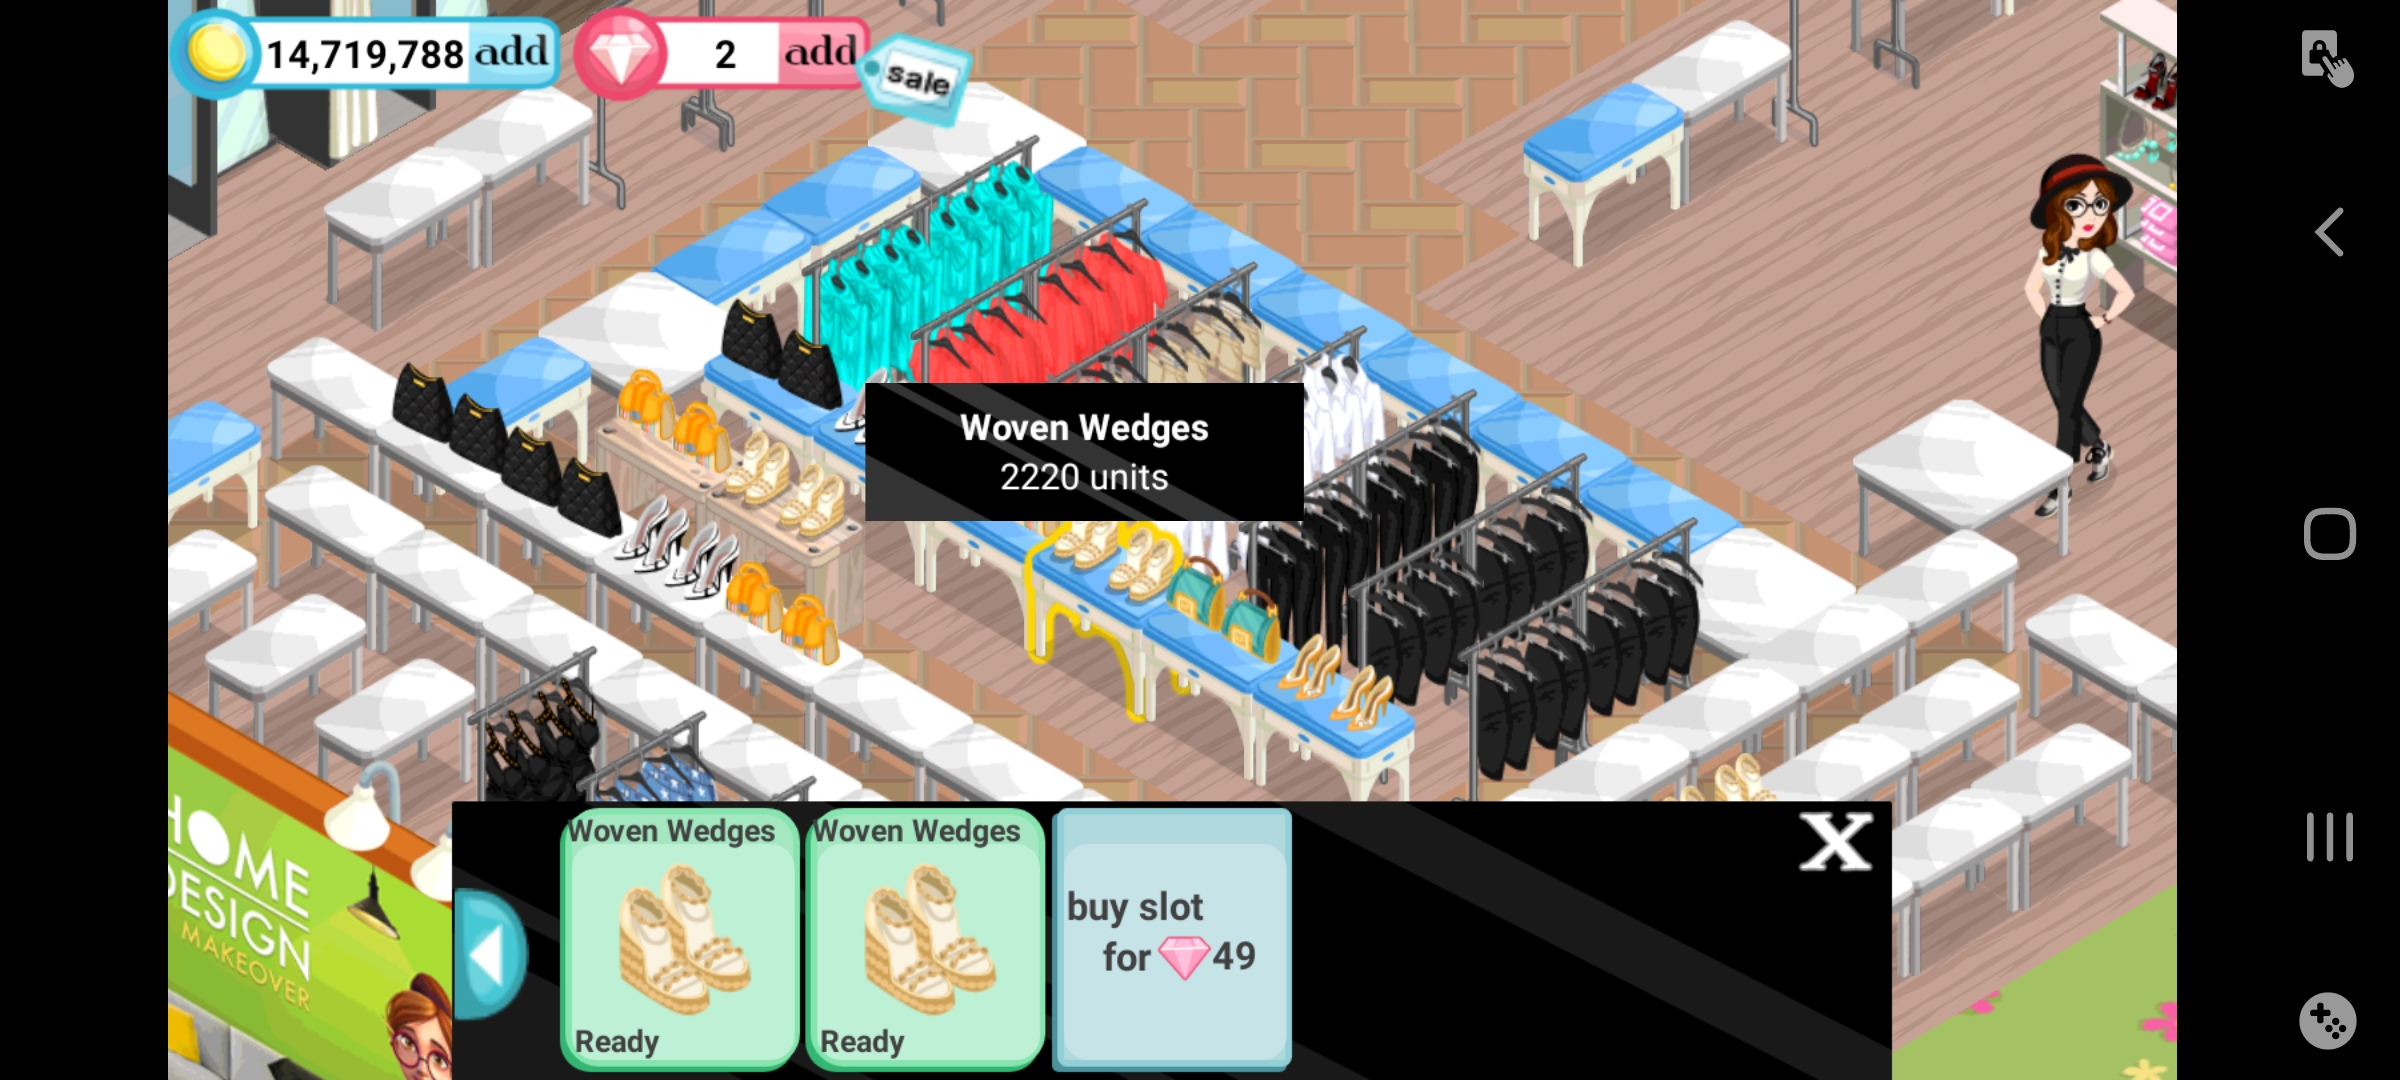 14,719,788 add
2 add
sale
Woven Wedges
2220 units
HOME
DESIGN
MAKEOVER
Woven Wedges
Ready
Woven Wedges
Ready
buy slot
for 49
X